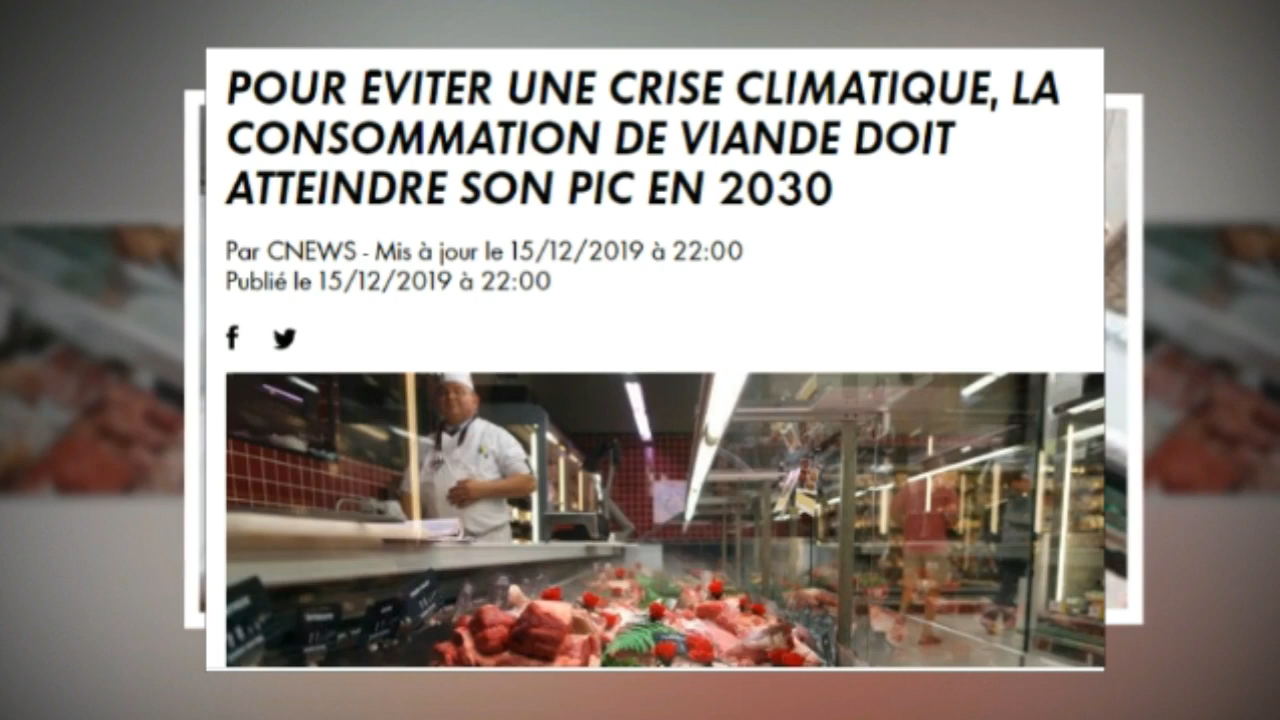 POUR ÉVITER UNE CRISE CLIMATIQUE, LA
CONSOMMATION DE VIANDE DOIT
ATTEINDRE SON PIC EN 2030
Par CNEWS - Mis à jour le 15/12/2019 à 22:00
Publié le 15/12/2019 à 22:00